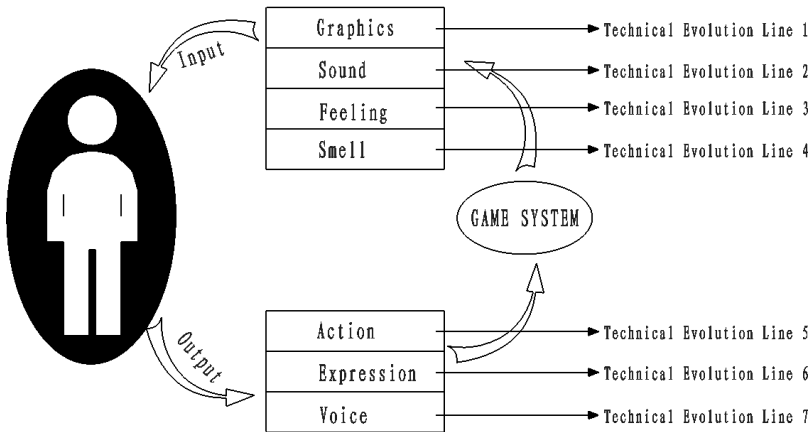 Graphics
Technical Evolution Line 1
Input
Sound
Technical Evolution Line 2
Feeling
Technical Evolution Line 3
Smell
Technical Evolution Line 4
GAME SYSTEM
Action
Technical Evolution Line 5
Output
Expression
Technical Evolution Line 6
Voice
Technical Evolution Line 7